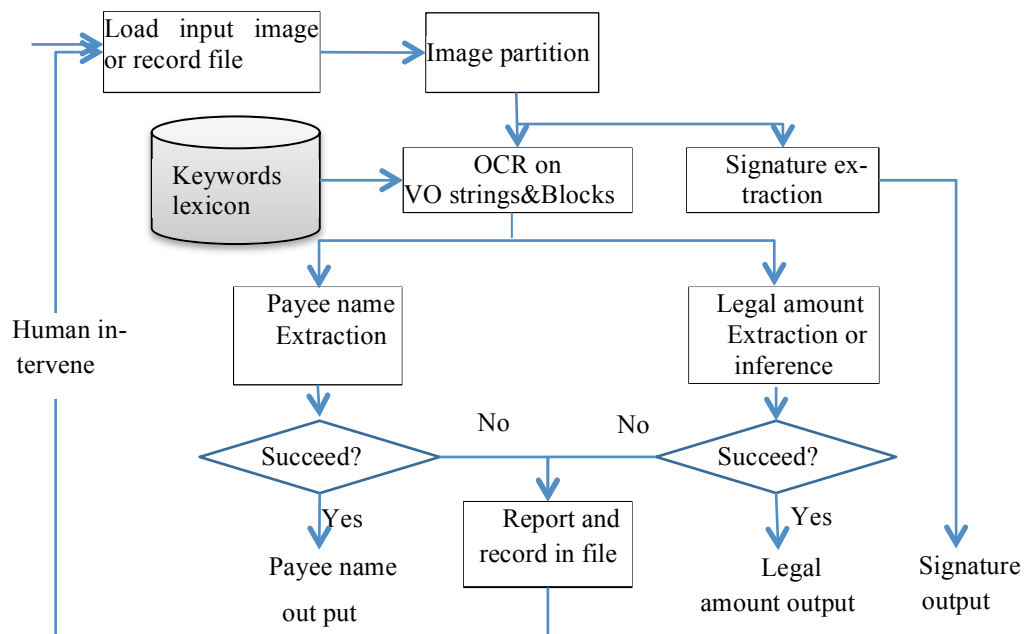 Load input image
or record file
Image partition
Keywords
lexicon
OCR on
VO strings&Blocks
Signature ex-
traction
Payee name
Extraction
Legal amount
Extraction or
inference
Human in-
tervene
No
No
Succeed?
Succeed?
Yes
Report and
record in file
Yes
Payee name
out put
Legal
amount output
Signature
output